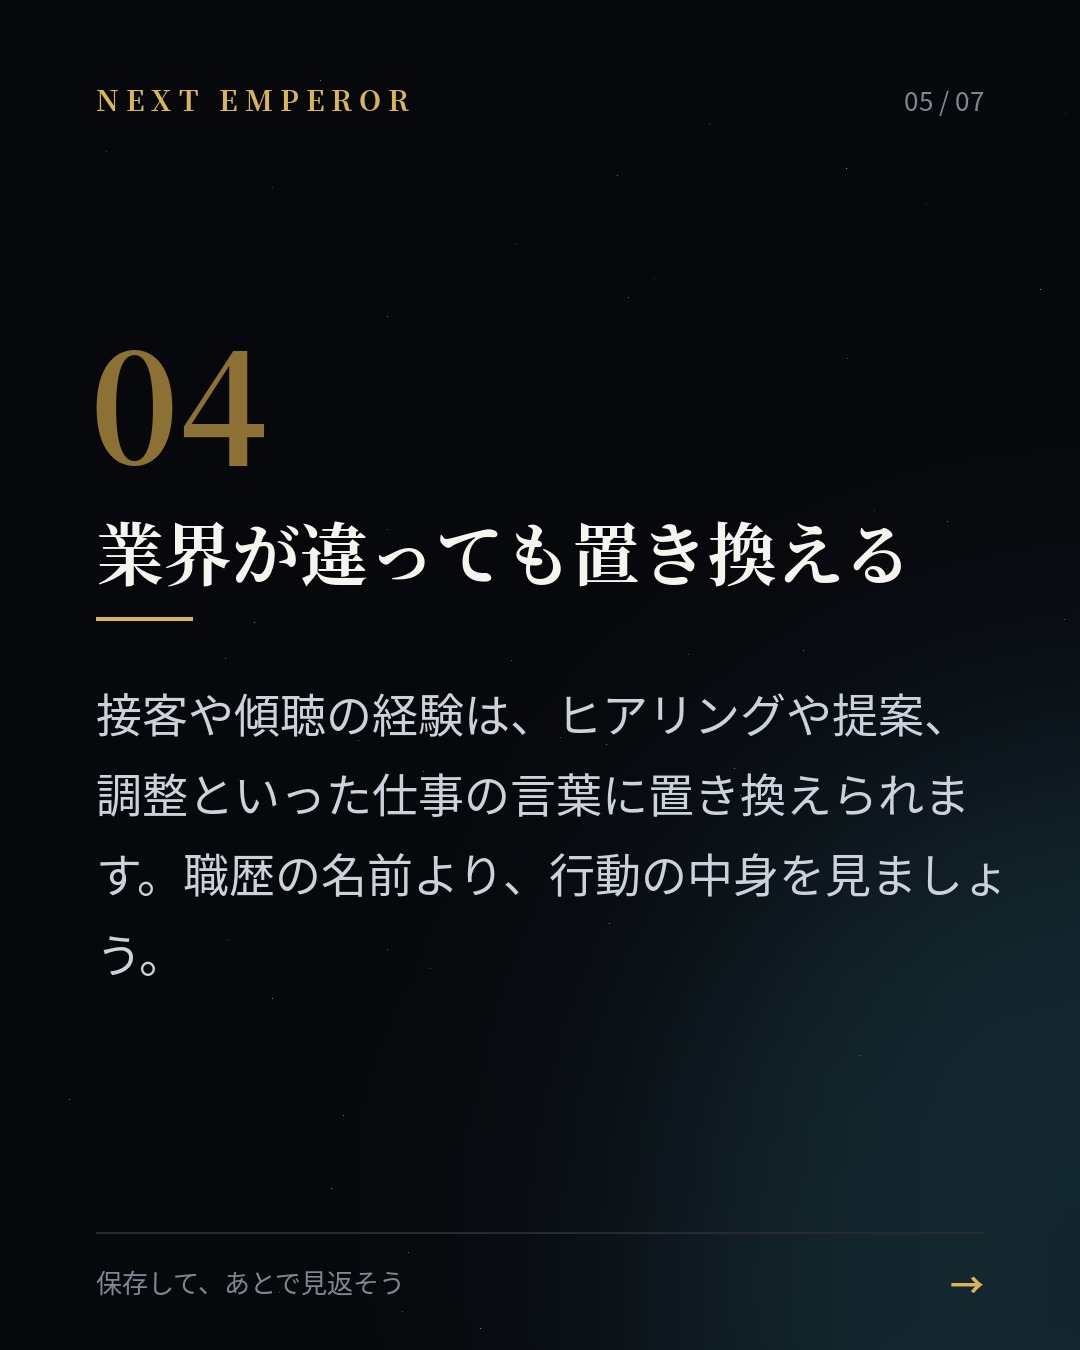 NEXT EMPEROR
05 / 07
04
業界が違っても置き換える
接客や傾聴の経験は、ヒアリングや提案、
調整といった仕事の言葉に置き換えられま
す。職歴の名前より、行動の中身を見ましょ
う。
保存して、あとで見返そう
→